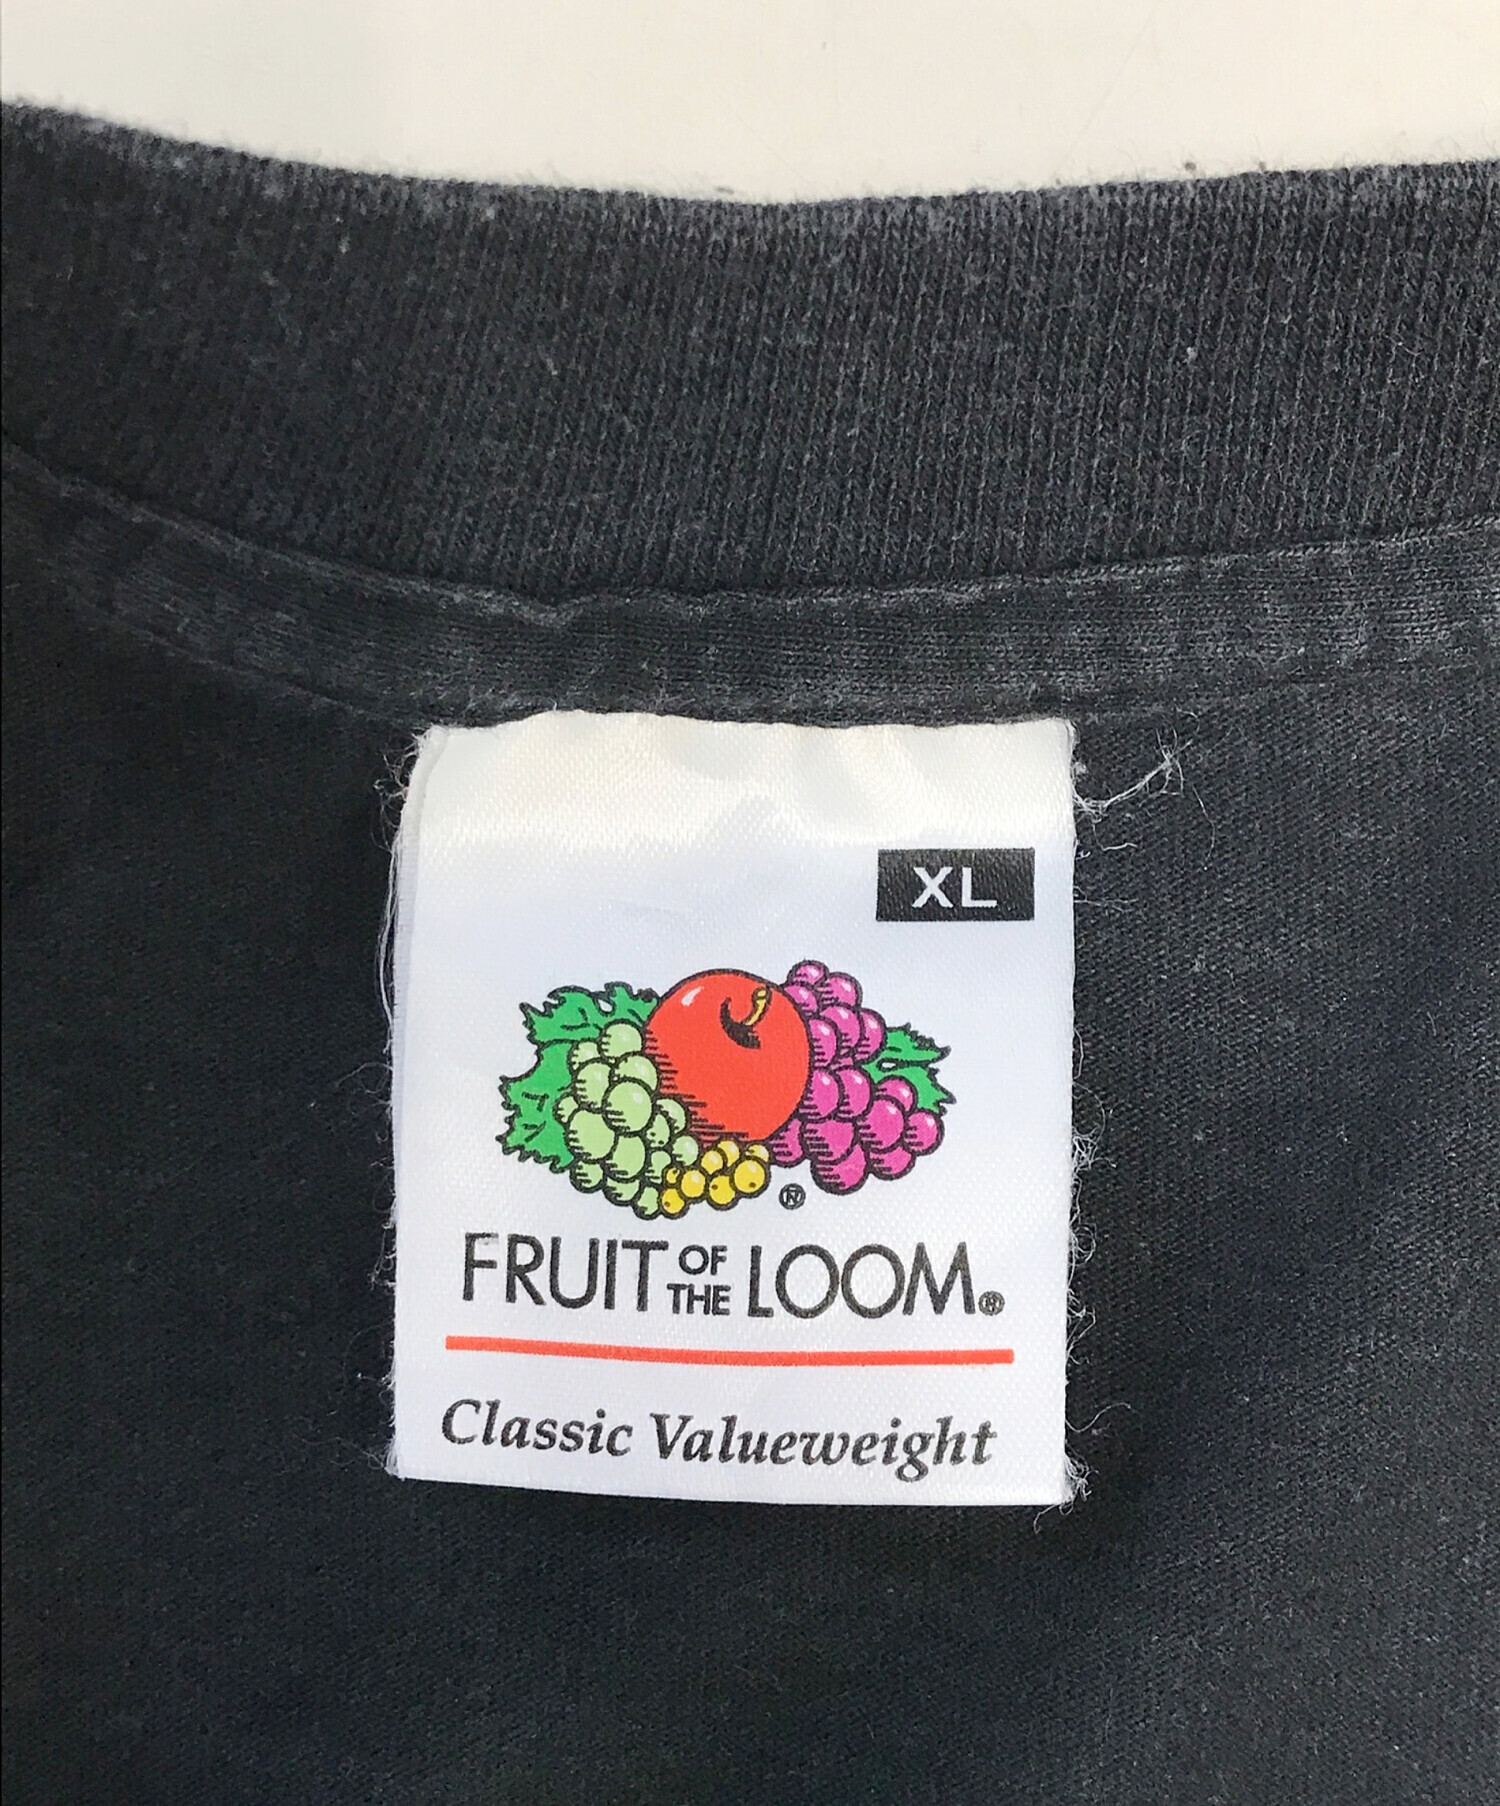 XL
®
FRUIT OF THE LOOM®
Classic Valueweight